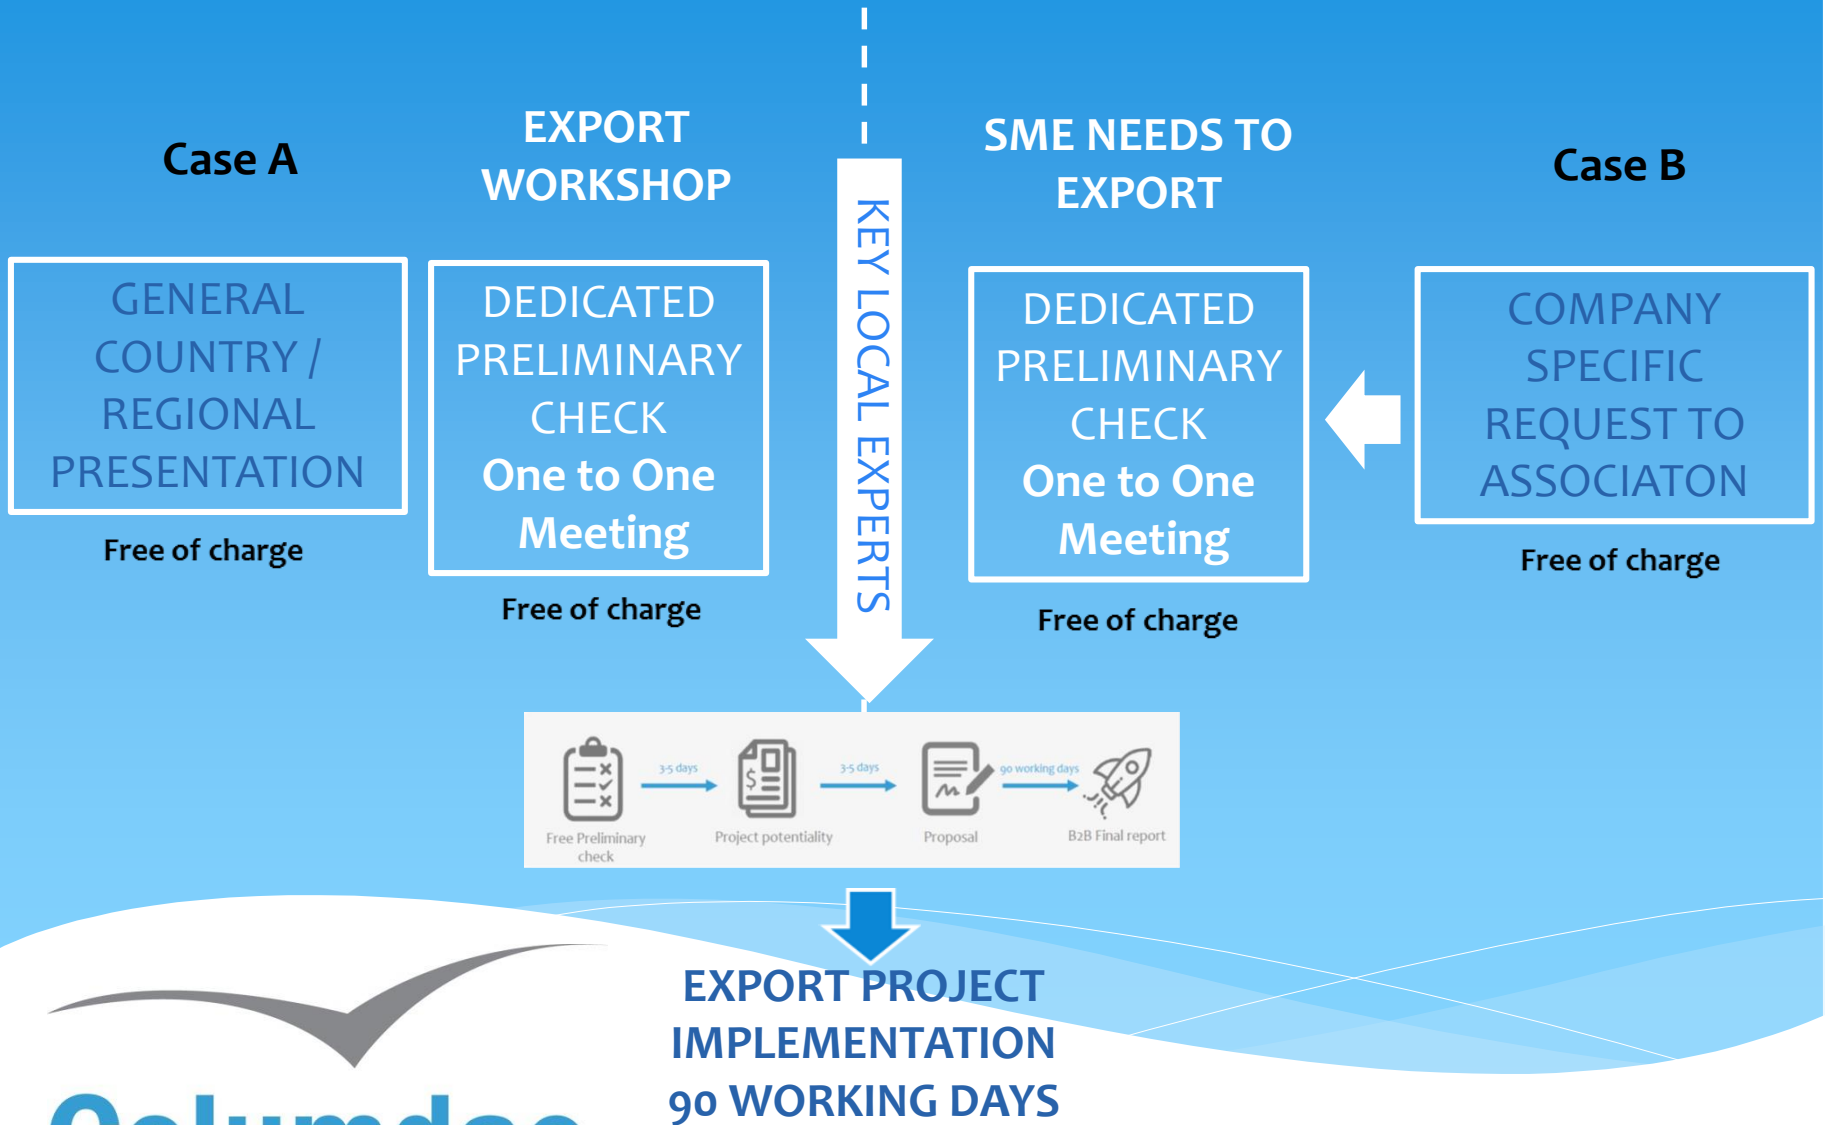 Case A
EXPORT
WORKSHOP
GENERAL
COUNTRY /
REGIONAL
PRESENTATION
Free of charge
DEDICATED
PRELIMINARY
CHECK
One to One
Meeting
Free of charge
KEY LOCAL EXPERTS
SME NEEDS TO
EXPORT
Case B
DEDICATED
PRELIMINARY
CHECK
One to One
Meeting
Free of charge
COMPANY
SPECIFIC
REQUEST TO
ASSOCIATON
Free of charge
3-5 days
3-5 days
90 working days
Free Preliminary
check
Project potentiality
Proposal
B2B Final report
EXPORT PROJECT
IMPLEMENTATION
90 WORKING DAYS